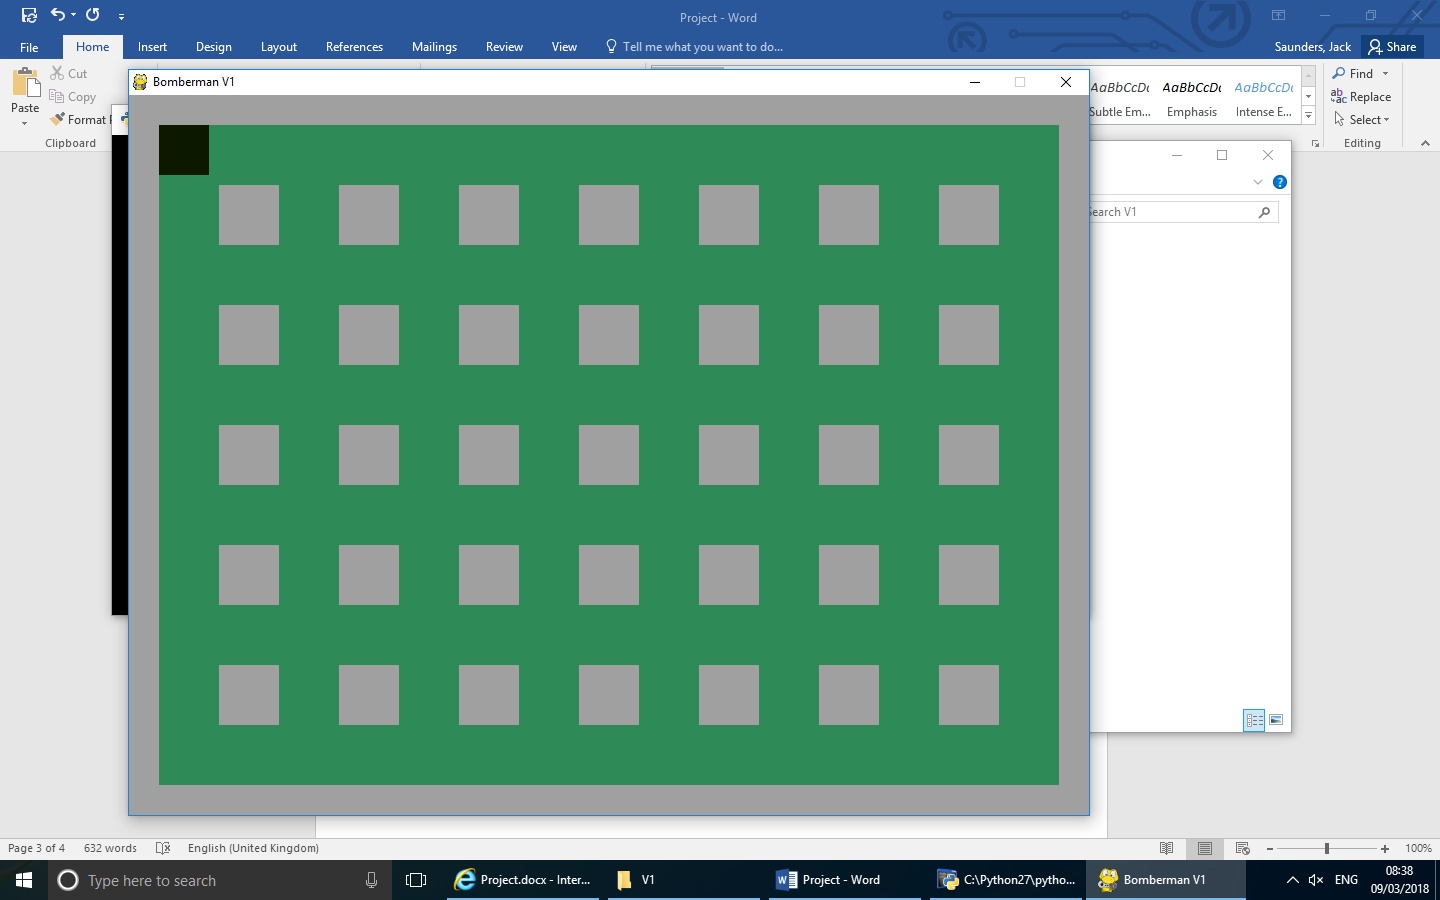 Project - Word
File Home Insert Design Layout References Mailings Review View Tell me what you want to do... Saunders, Jack Share
Paste
Cut
Copy
Format
Clipboard
Bomberman V1
AaBbCcDc AaBbCcDc AaBbCcDc
Subtle Em... Emphasis Intense E...
Find
Replace
Select
Editing
Search V1
Page 3 of 4 632 words English (United Kingdom) 100%
Type here to search
Project.docx - Inter...
V1
Project - Word
C:\Python27\pytho...
Bomberman V1
ENG
08:38
09/03/2018